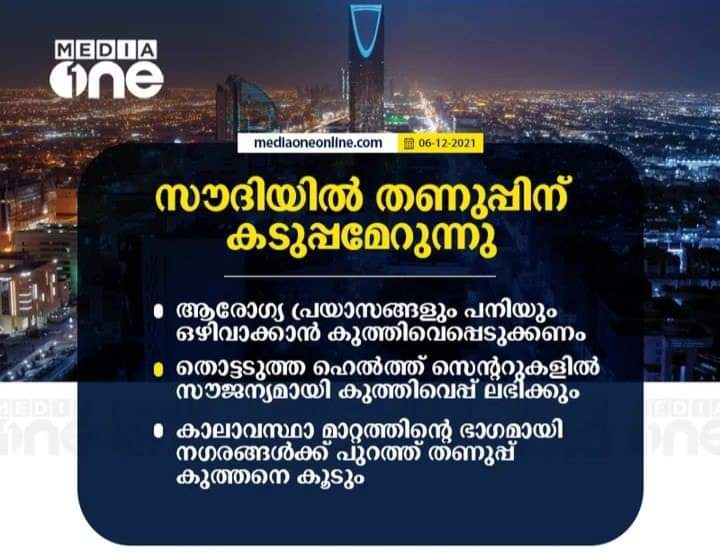 MEDIA
one
mediaoneonline.com 06-12-2021
സൗദിയിൽ തണുപ്പിന്
കടുപ്പമേറുന്നു
ആരോഗ്യ പ്രയാസങ്ങളും പനിയും
ഒഴിവാക്കാൻ കുത്തിവെപ്പെടുക്കണം
തൊട്ടടുത്ത ഹെൽത്ത് സെന്ററുകളിൽ
സൗജന്യമായി കുത്തിവെപ്പ് ലഭിക്കും
കാലാവസ്ഥാ മാറ്റത്തിന്റെ ഭാഗമായി
നഗരങ്ങൾക്ക് പുറത്ത് തണുപ്പ്
കുത്തനെ കൂടും